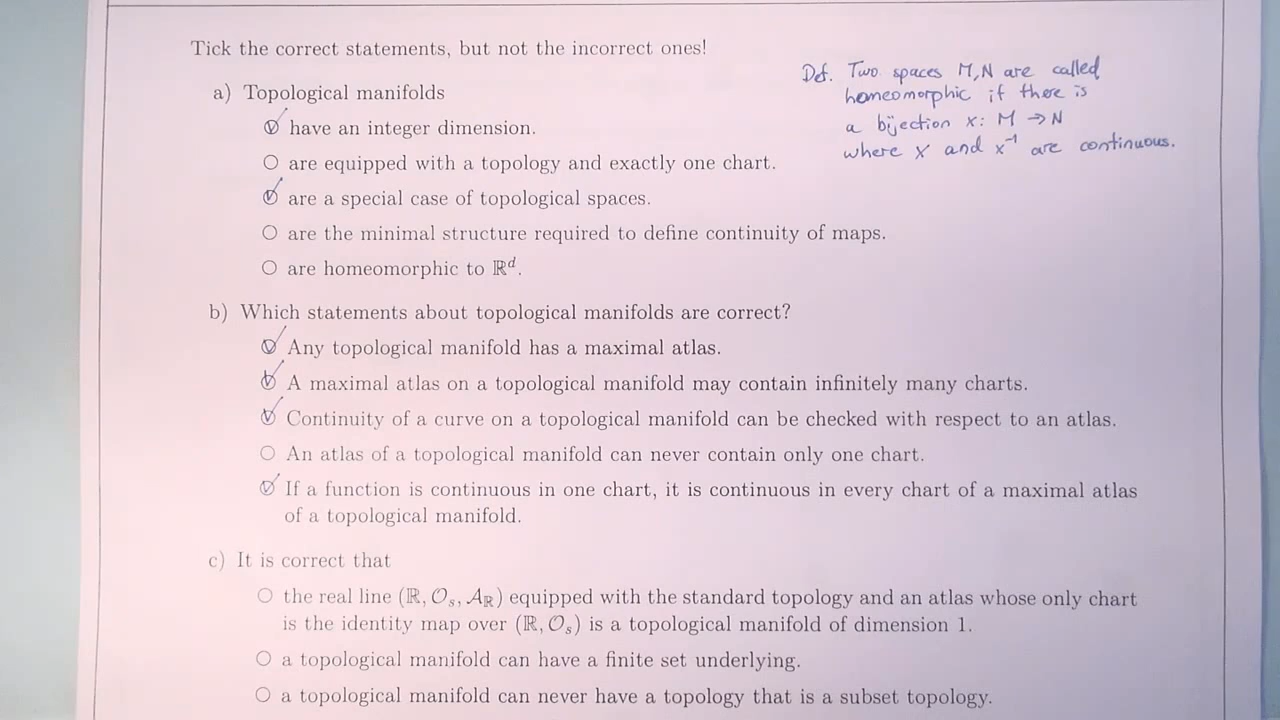 Tick the correct statements, but not the incorrect ones!
Def. Two spaces M,N are called
homeomorphic if there is
a bijection x: M → N
where x and x⁻¹ are continuous.
a) Topological manifolds
have an integer dimension.
are equipped with a topology and exactly one chart.
are a special case of topological spaces.
are the minimal structure required to define continuity of maps.
are homeomorphic to ℝᵈ.
b) Which statements about topological manifolds are correct?
Any topological manifold has a maximal atlas.
A maximal atlas on a topological manifold may contain infinitely many charts.
Continuity of a curve on a topological manifold can be checked with respect to an atlas.
An atlas of a topological manifold can never contain only one chart.
If a function is continuous in one chart, it is continuous in every chart of a maximal atlas
of a topological manifold.
c) It is correct that
the real line (ℝ, 𝒪ₛ, 𝒜_ℝ) equipped with the standard topology and an atlas whose only chart
is the identity map over (ℝ, 𝒪ₛ) is a topological manifold of dimension 1.
a topological manifold can have a finite set underlying.
a topological manifold can never have a topology that is a subset topology.